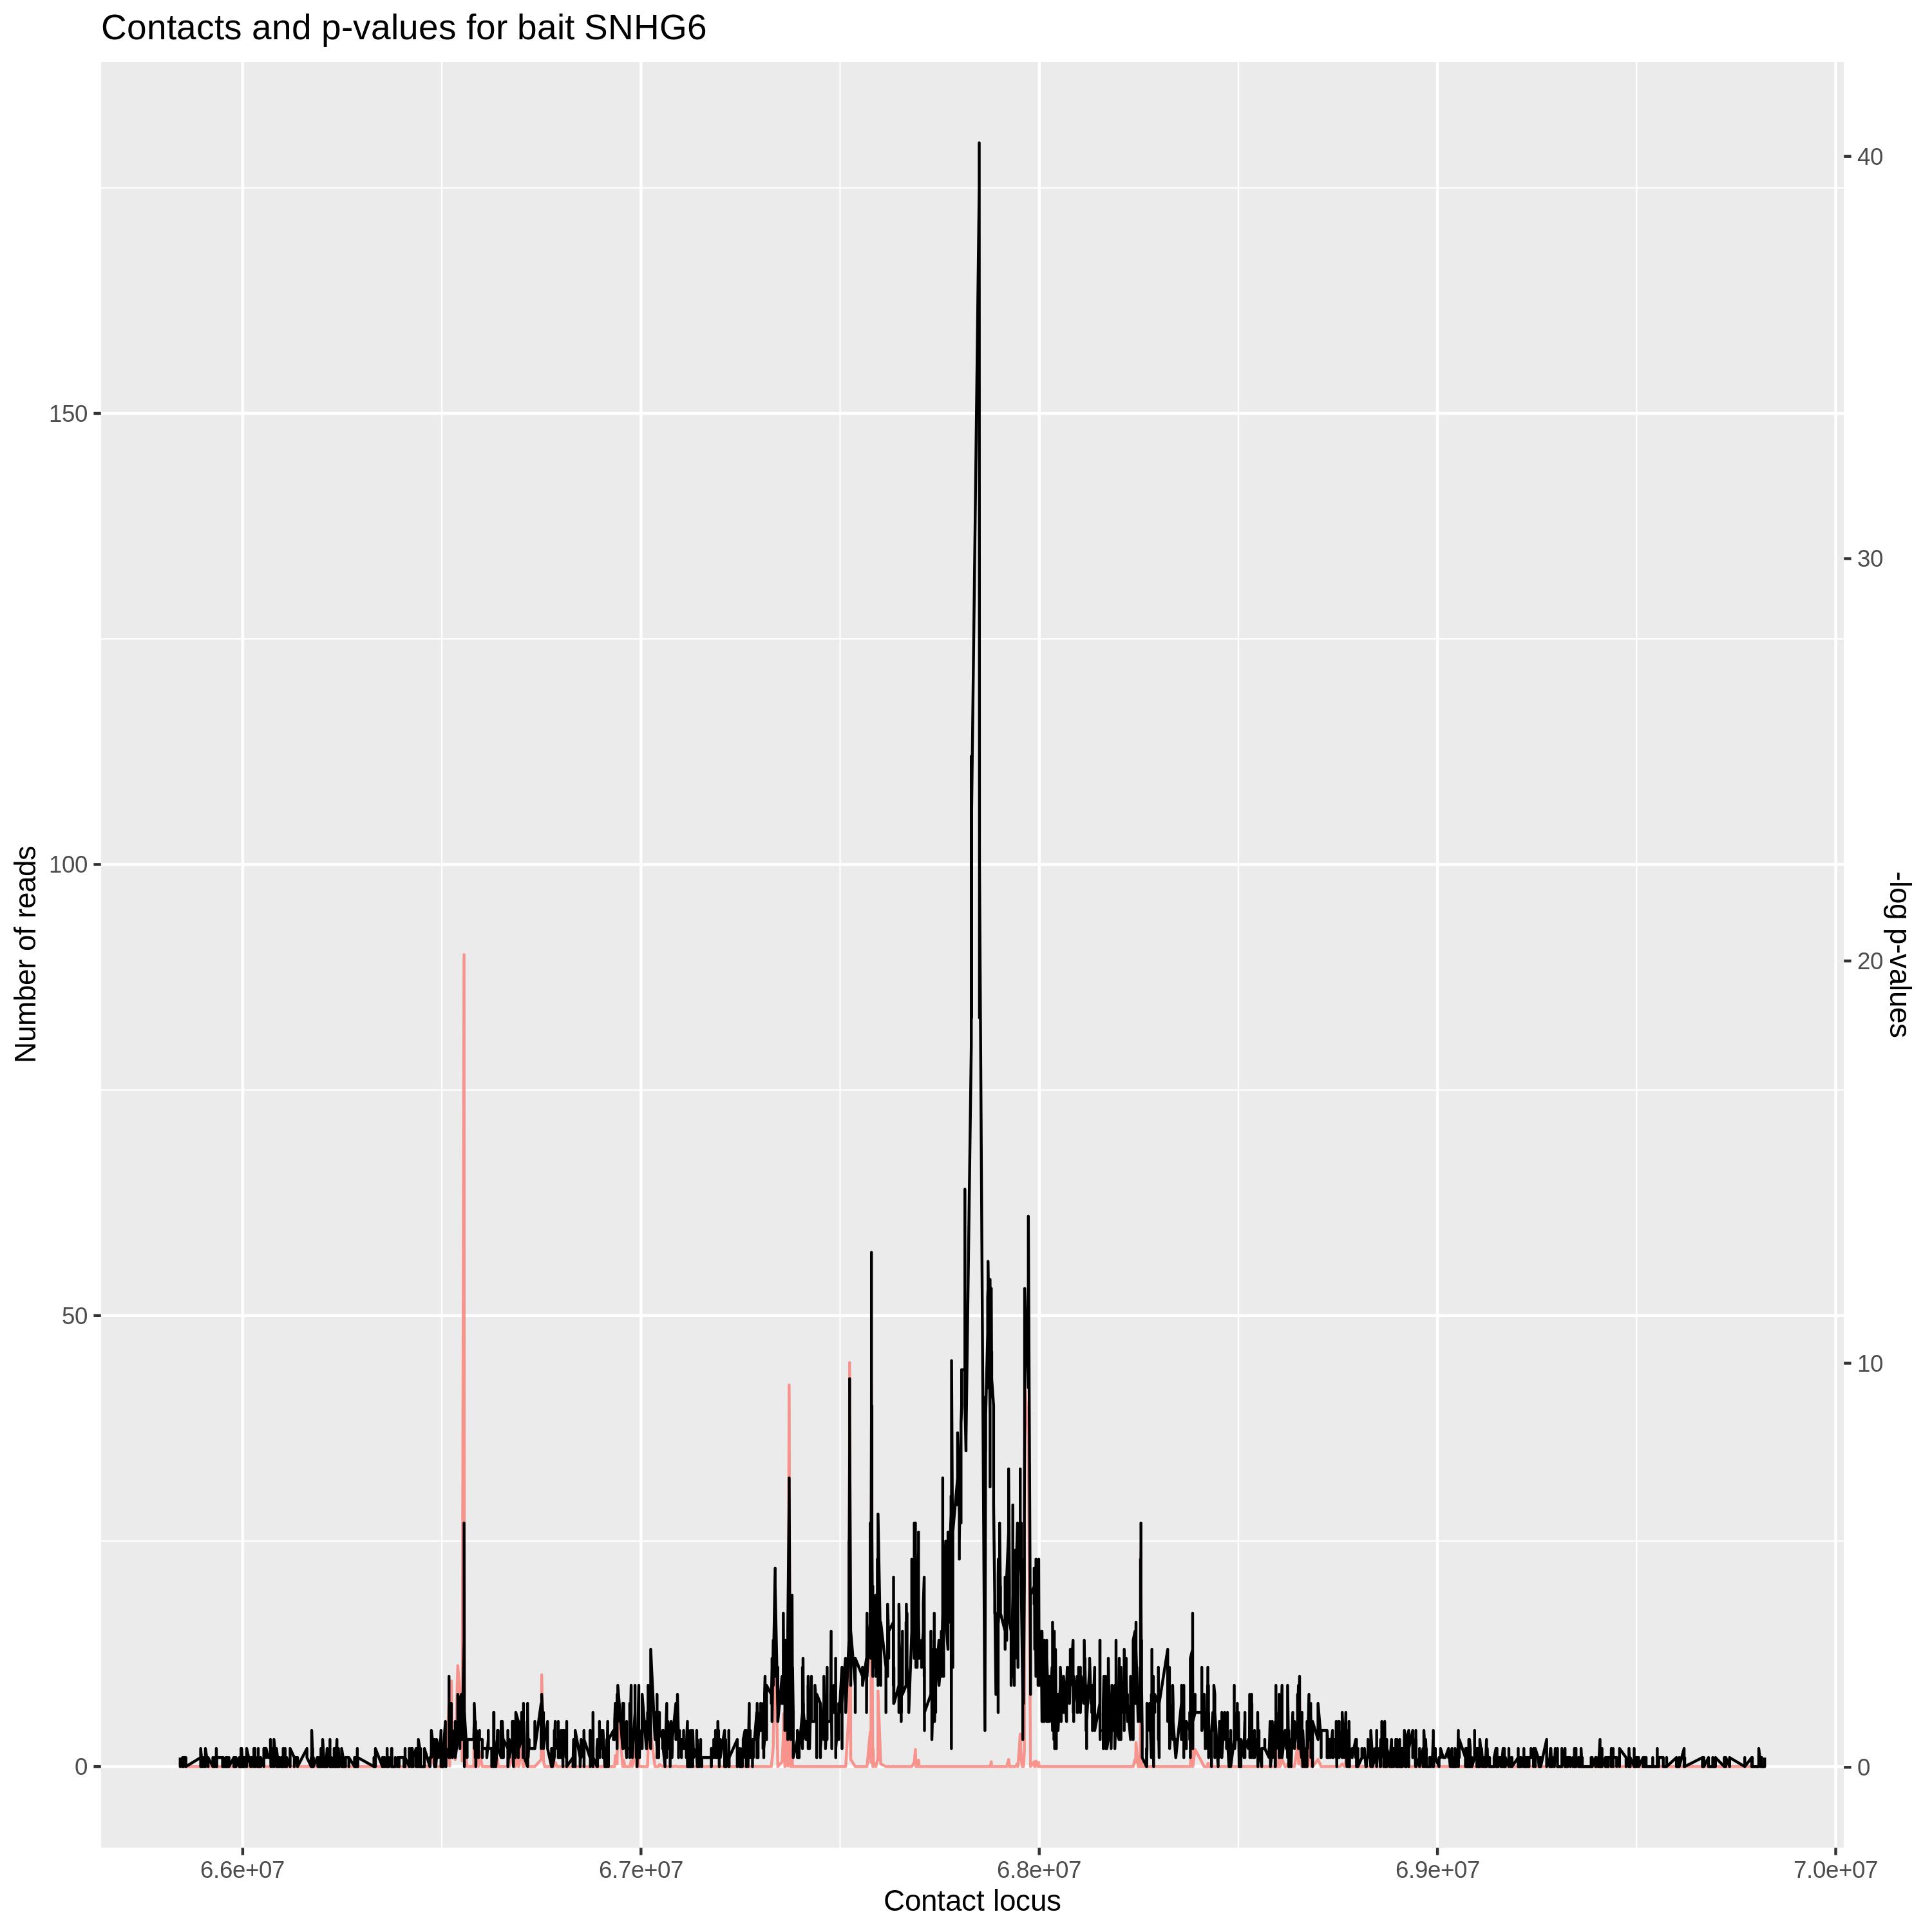 Contacts and p-values for bait SNHG6
150
100
50
0
40
30
20
10
0
Number of reads
-log p-values
6.6e+07
6.7e+07
6.8e+07
6.9e+07
7.0e+07
Contact locus